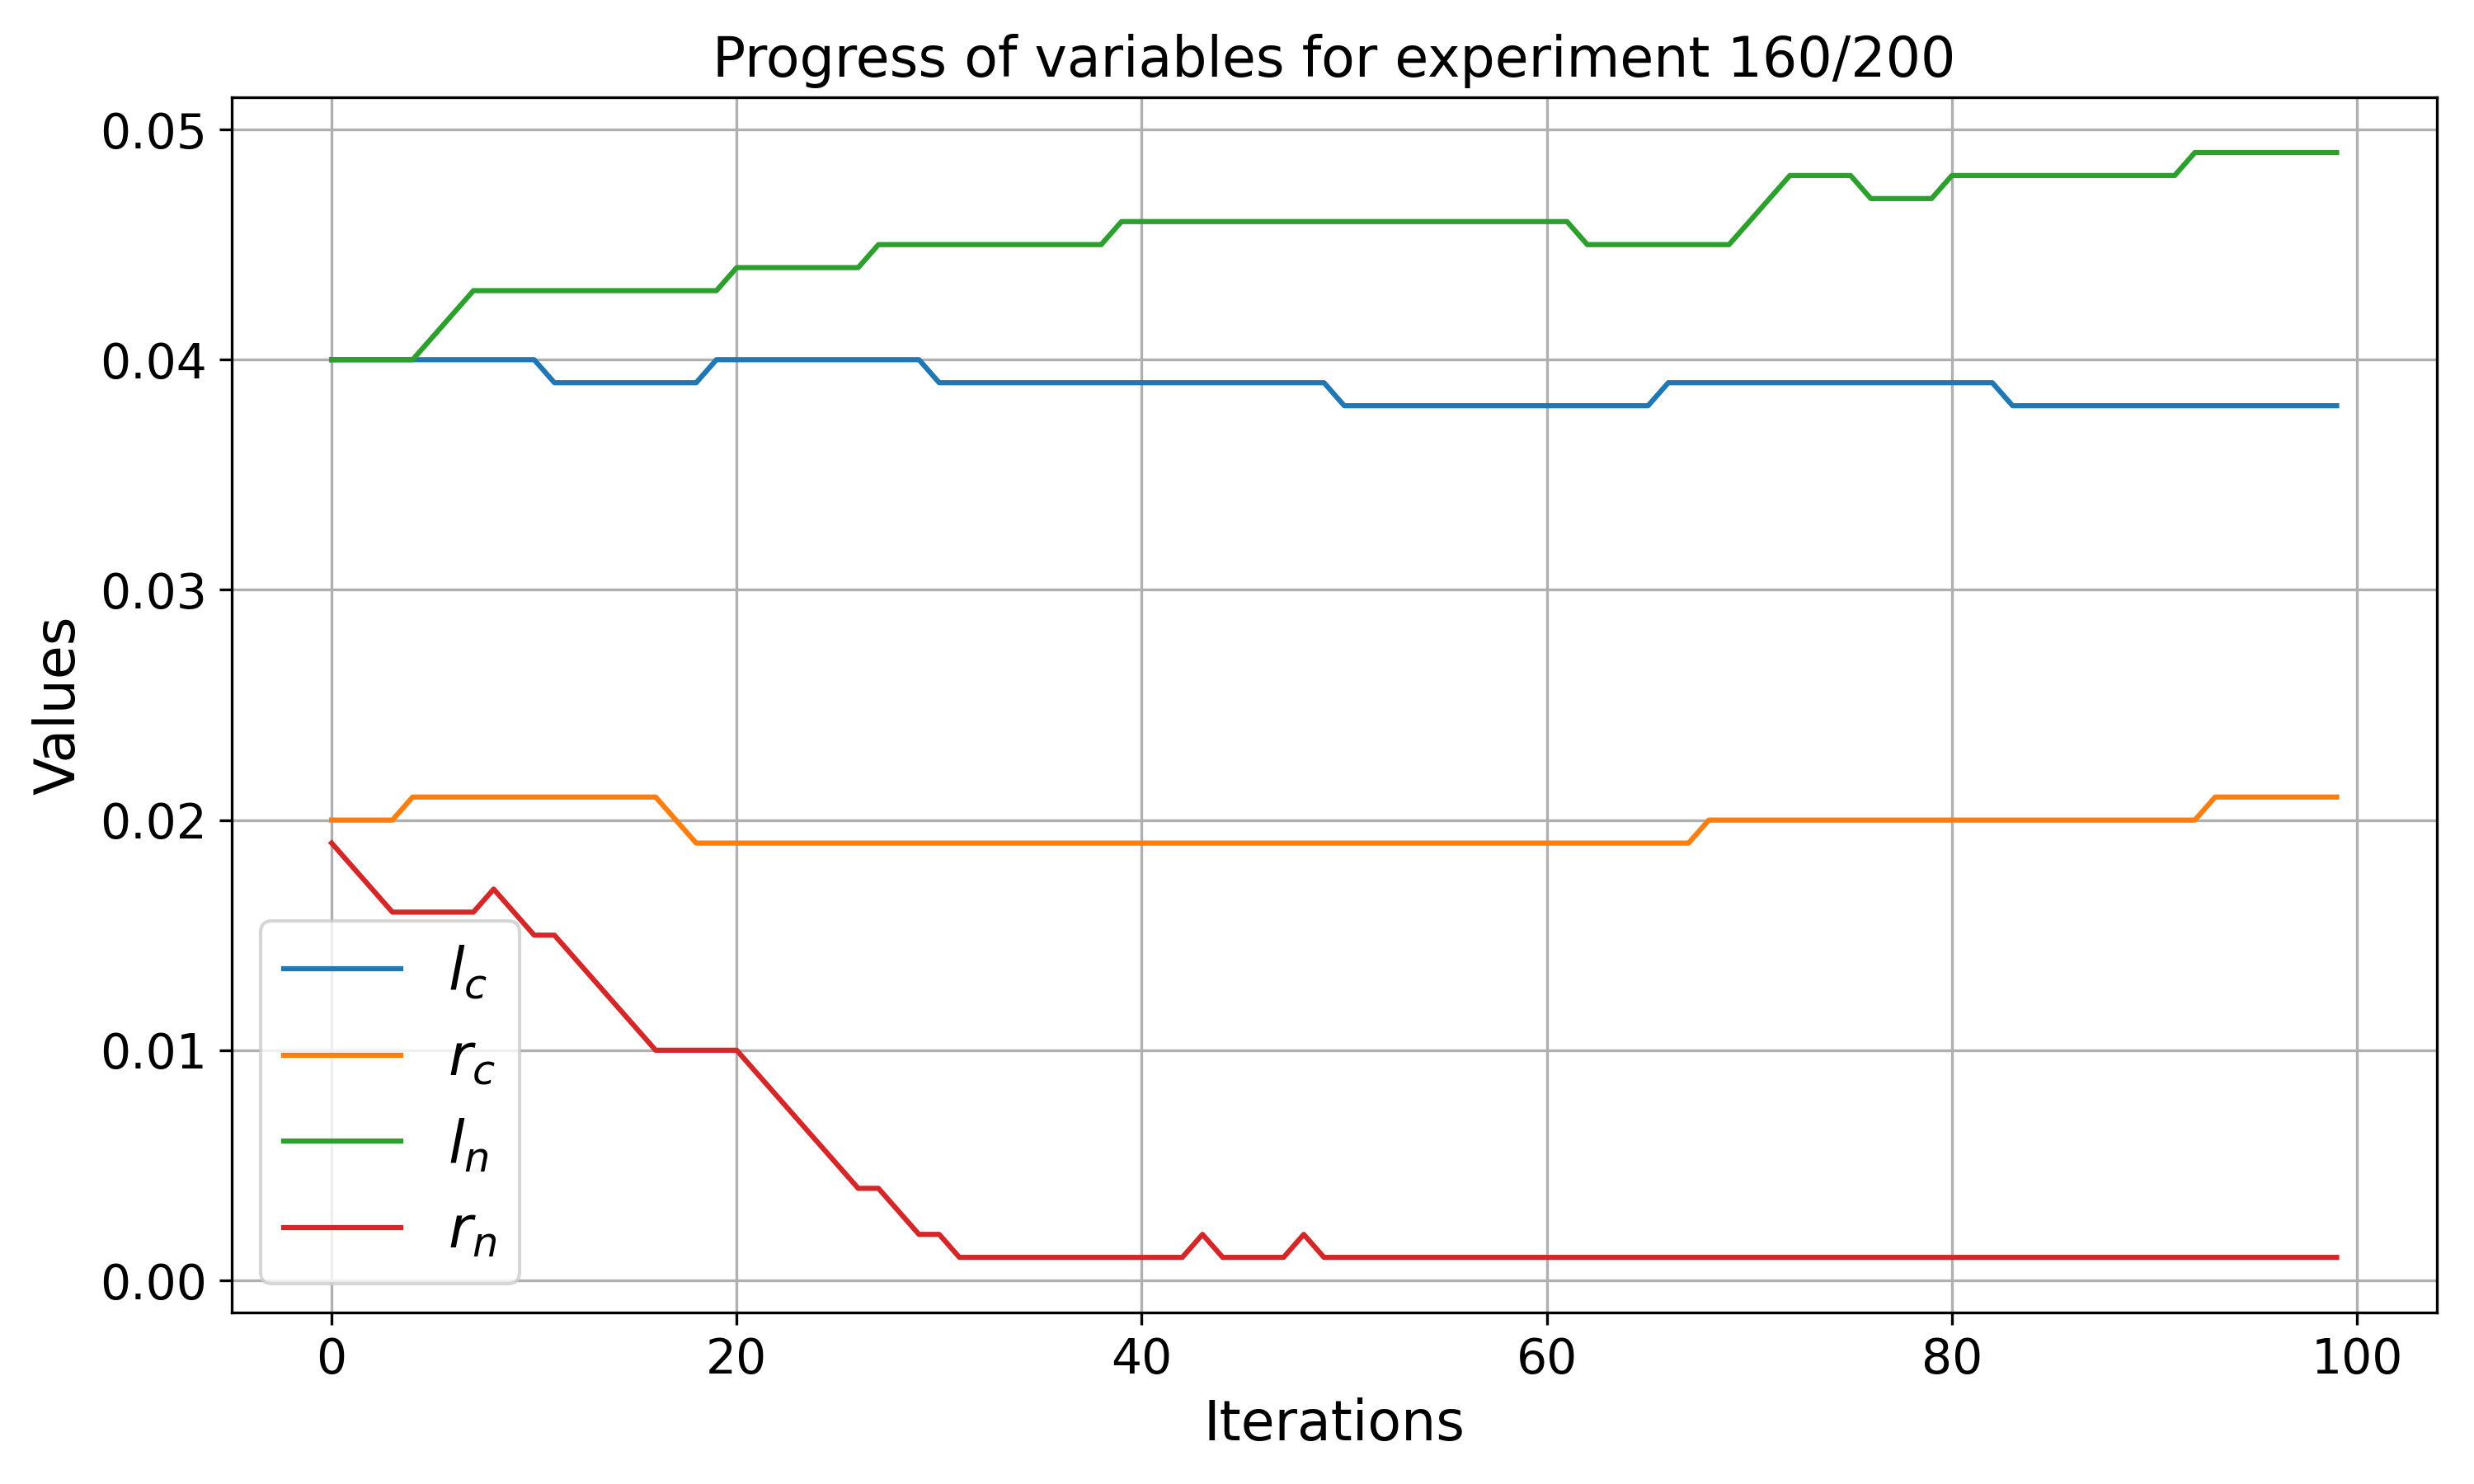 Progress of variables for experiment 160/200
Values
0.05
0.04
0.03
0.02
0.01
0.00
l_c
r_c
l_n
r_n
0 20 40 60 80 100
Iterations